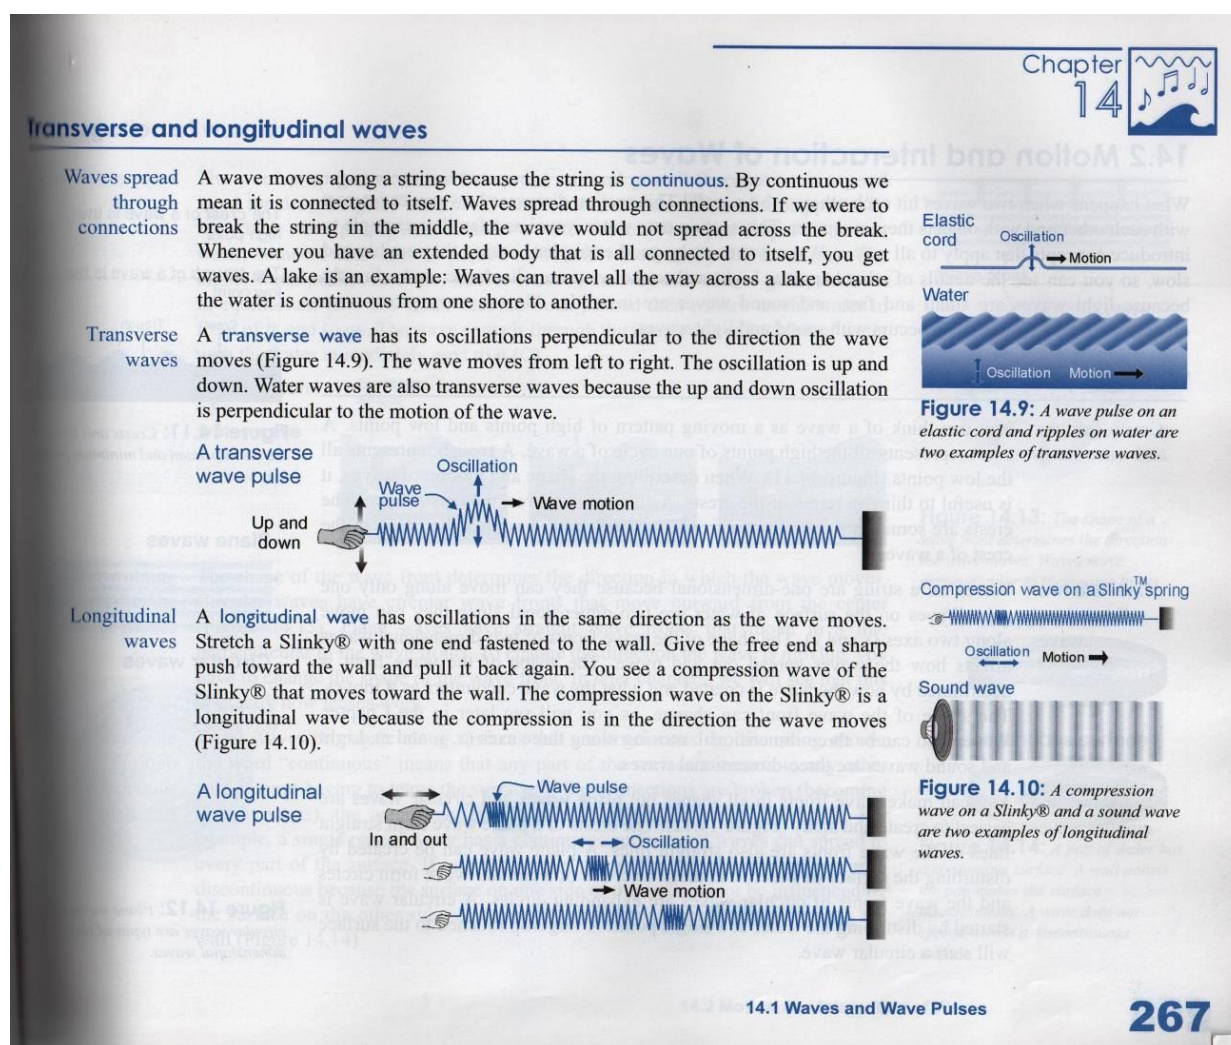 Chapter
14
Transverse and longitudinal waves
Waves spread
through
connections
A wave moves along a string because the string is continuous. By continuous we
mean it is connected to itself. Waves spread through connections. If we were to
break the string in the middle, the wave would not spread across the break.
Whenever you have an extended body that is all connected to itself, you get
waves. A lake is an example: Waves can travel all the way across a lake because
the water is continuous from one shore to another.
Transverse
waves
A transverse wave has its oscillations perpendicular to the direction the wave
moves (Figure 14.9). The wave moves from left to right. The oscillation is up and
down. Water waves are also transverse waves because the up and down oscillation
is perpendicular to the motion of the wave.
A transverse
wave pulse
Oscillation
Wave
pulse
Wave motion
Up and
down
Longitudinal
waves
A longitudinal wave has oscillations in the same direction as the wave moves.
Stretch a Slinky® with one end fastened to the wall. Give the free end a sharp
push toward the wall and pull it back again. You see a compression wave of the
Slinky® that moves toward the wall. The compression wave on the Slinky® is a
longitudinal wave because the compression is in the direction the wave moves
(Figure 14.10).
A longitudinal
wave pulse
Wave pulse
In and out
Oscillation
Wave motion
Elastic
cord
Oscillation
Motion
Water
Oscillation Motion
Figure 14.9: A wave pulse on an
elastic cord and ripples on water are
two examples of transverse waves.
Compression wave on a Slinky™ spring
Oscillation
Motion
Sound wave
Figure 14.10: A compression
wave on a Slinky® and a sound wave
are two examples of longitudinal
waves.
14.1 Waves and Wave Pulses
267